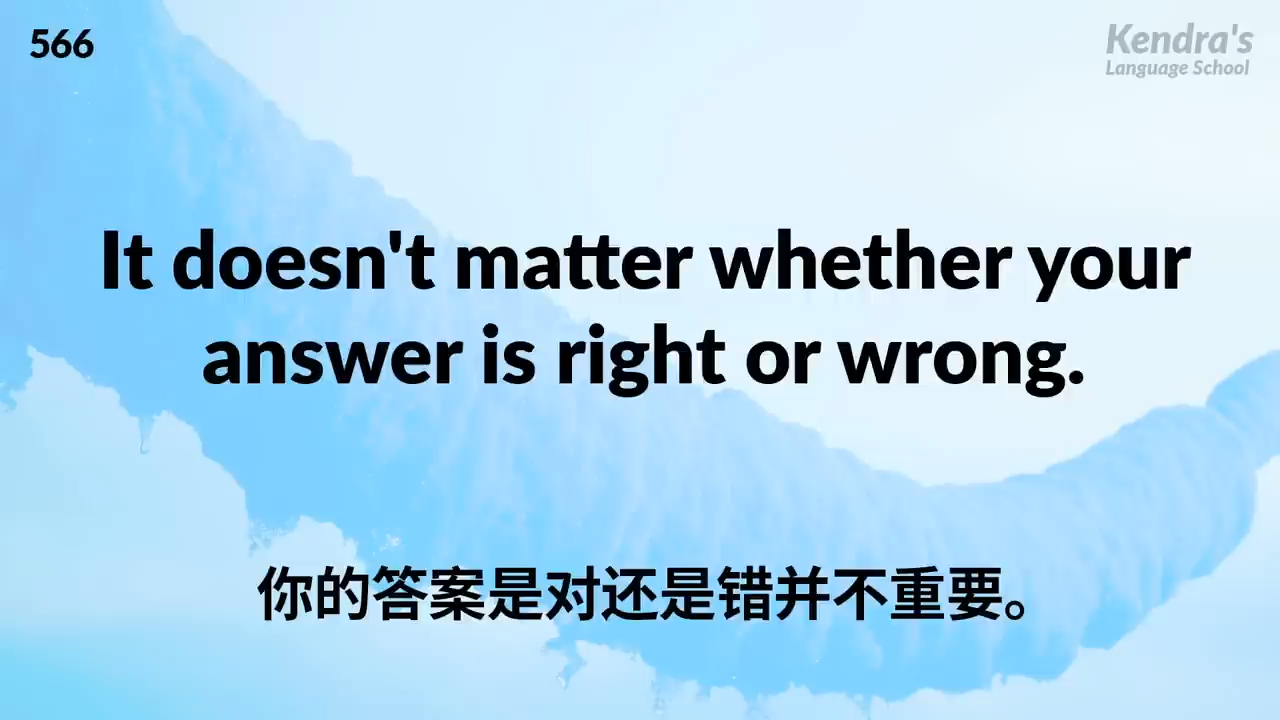 566
Kendra's
Language School
It doesn't matter whether your
answer is right or wrong.
你的答案是对还是错并不重要。